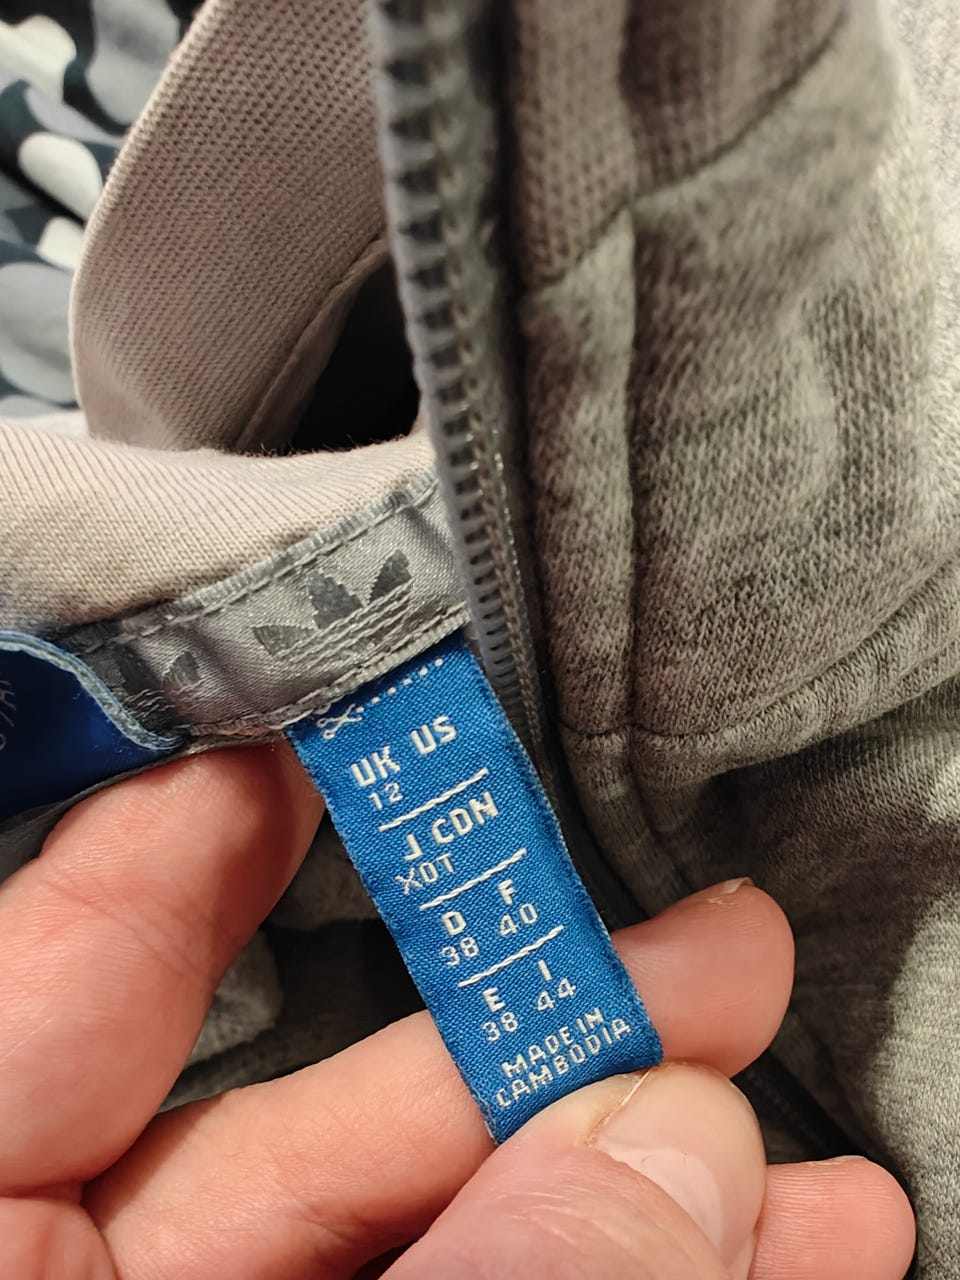 UK US
12
J CDN
XOT
D F
38 40
E I
38 44
MADE IN
CAMBODIA